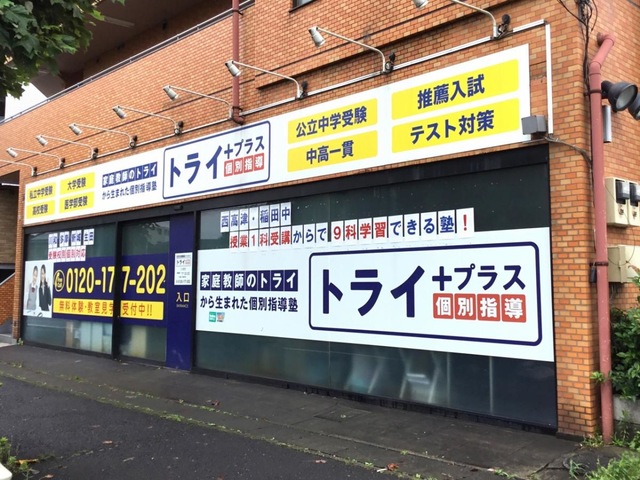 私立中学受験
大学受験
高校受験
医学部受験
家庭教師のトライ
から生まれた個別指導塾
トライ+プラス
個別指導
公立中学受験
推薦入試
中高一貫
テスト対策
西高津・稲田中
授業1科受講からで9科学習できる塾!
家庭教師のトライ
から生まれた個別指導塾
トライ+プラス
個別指導
0120-17 7-202
無料体験・教室見学 受付中!!
入口